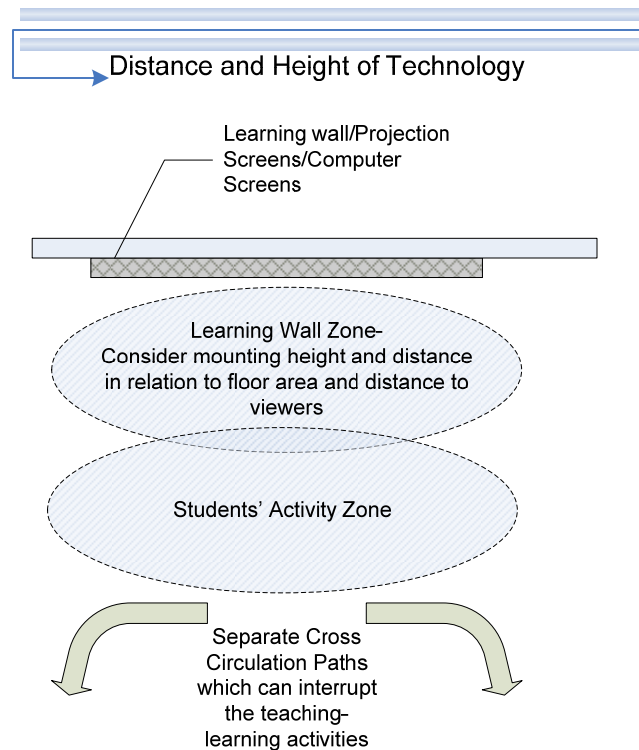 Distance and Height of Technology
Learning wall/Projection
Screens/Computer
Screens
Learning Wall Zone-
Consider mounting height and distance
in relation to floor area and distance to
viewers
Students’ Activity Zone
Separate Cross
Circulation Paths
which can interrupt
the teaching-
learning activities